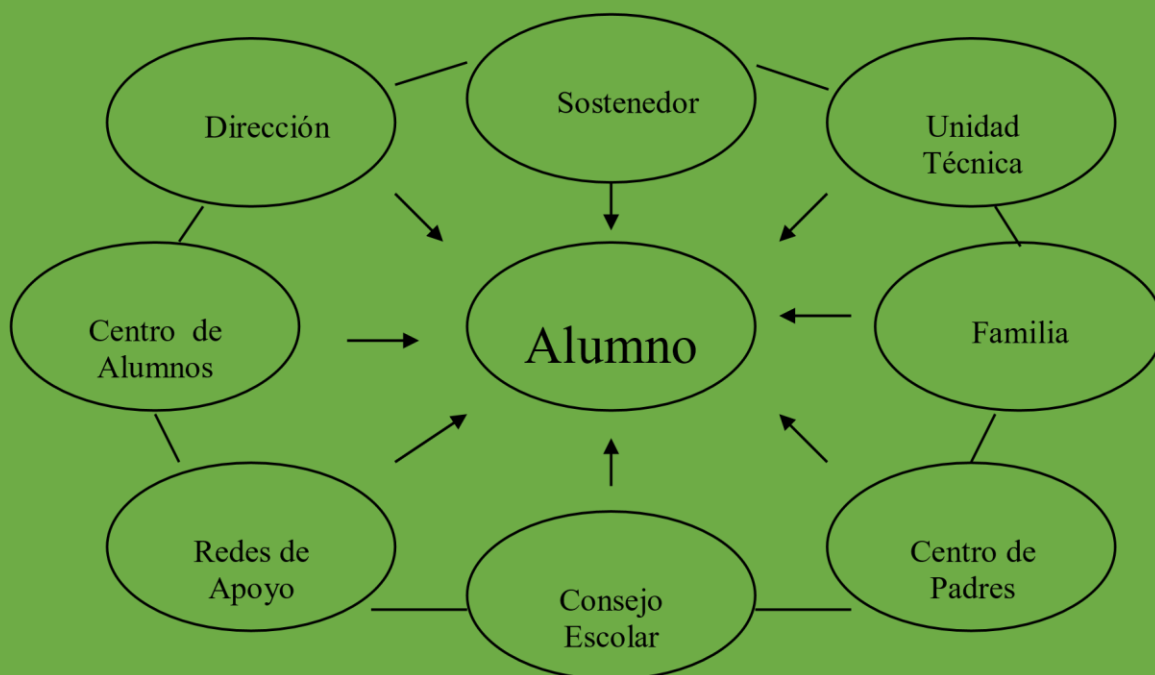 Sostenedor
Dirección
Unidad
Técnica
Centro de
Alumnos
Alumno
Familia
Redes de
Apoyo
Consejo
Escolar
Centro de
Padres